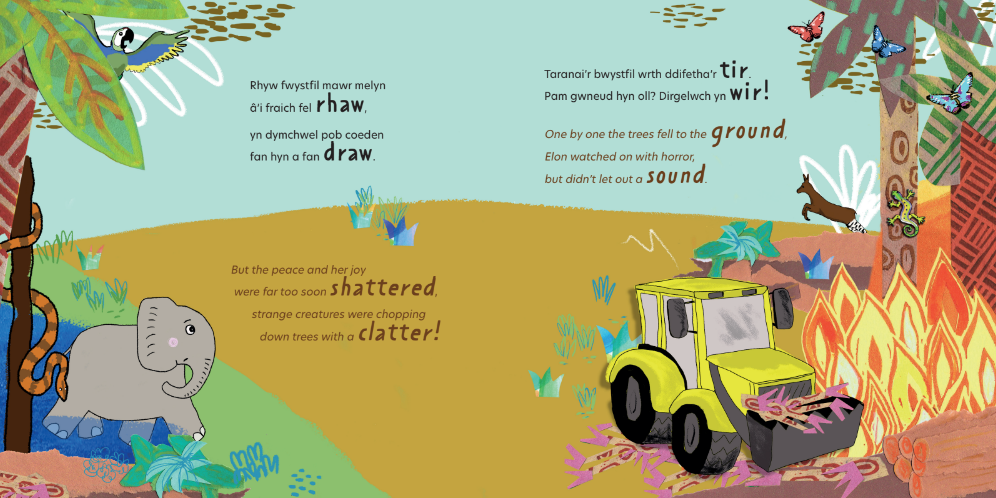 Rhyw fwystfil mawr melyn
â'i fraich fel rhaw,
yn dymchwel pob coeden
fan hyn a fan draw.
But the peace and her joy
were far too soon shattered,
strange creatures were chopping
down trees with a clatter!
Taranai'r bwystfil wrth ddifetha'r tir.
Pam gwneud hyn oll? Dirgelwch yn wir!
One by one the trees fell to the ground,
Elon watched on with horror,
but didn't let out a sound.